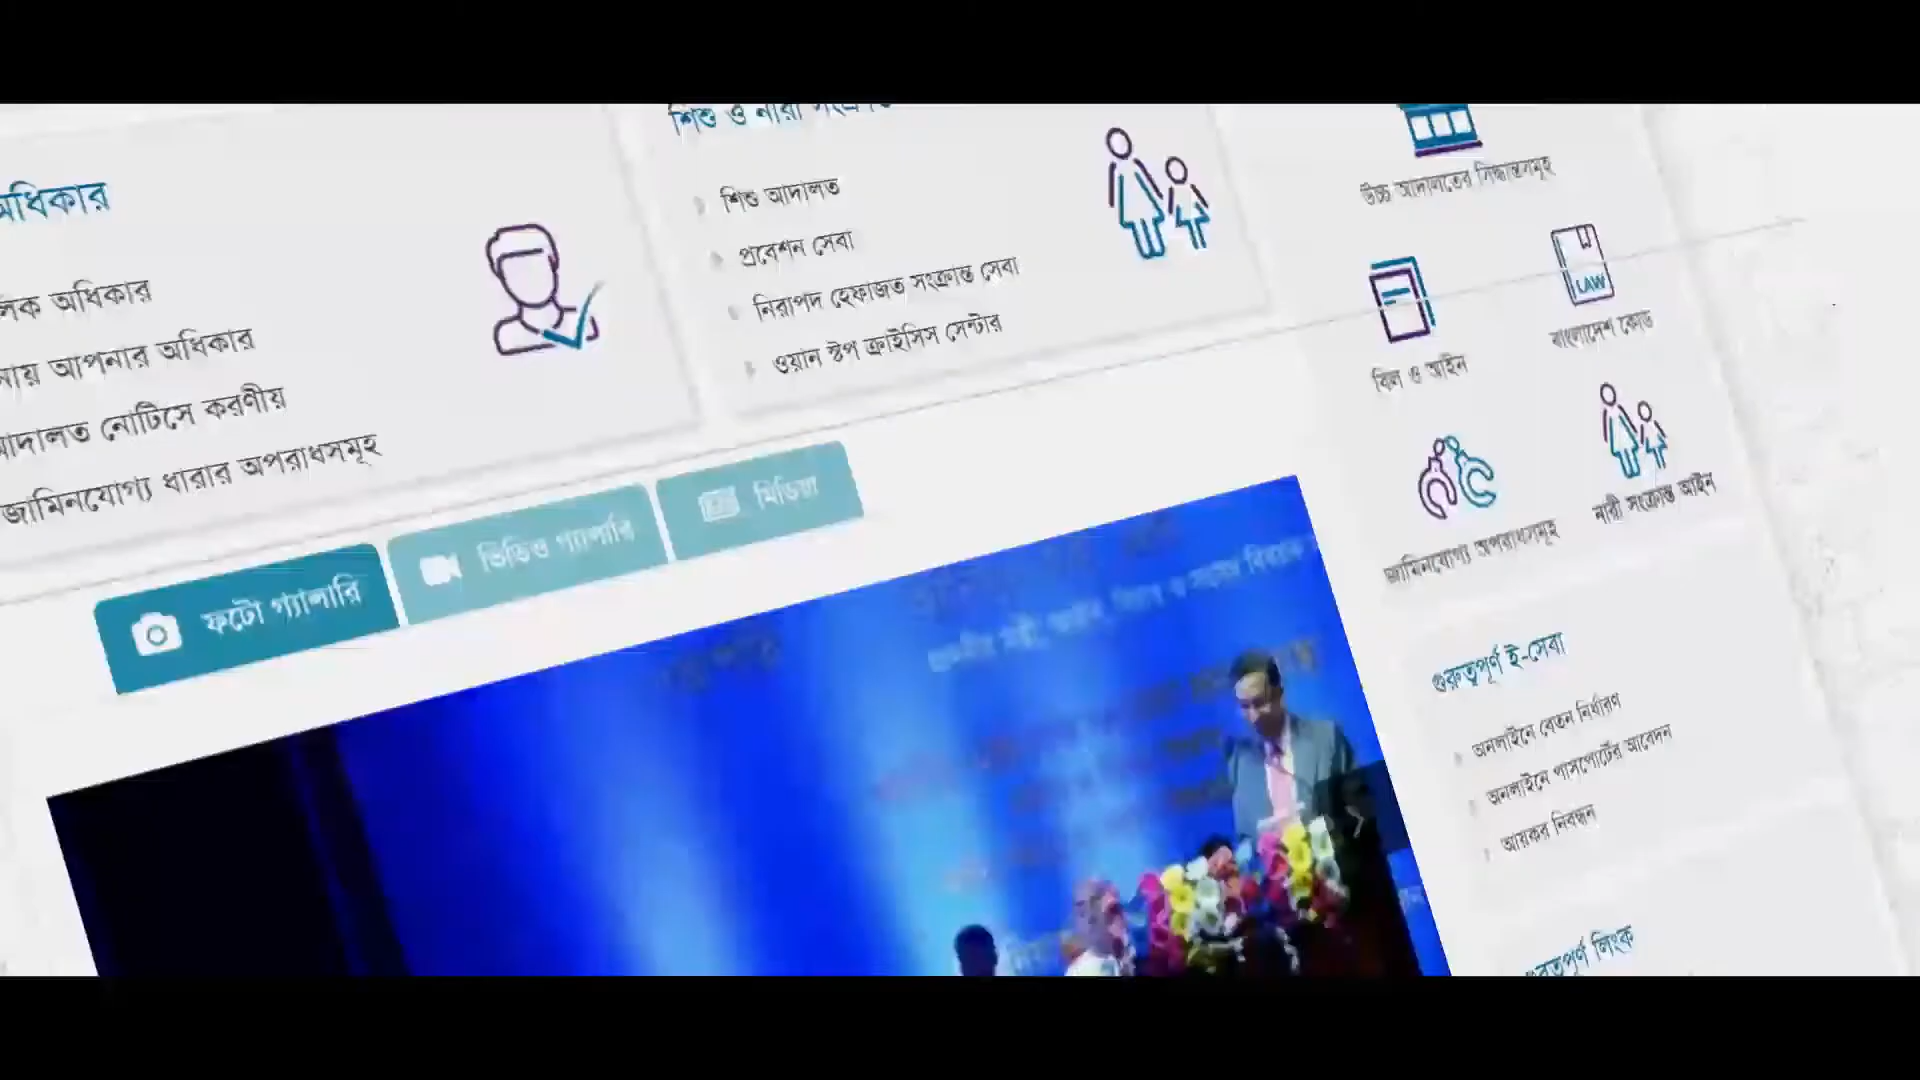 অধিকার
অধিকার
আপনার অধিকার
আদালত নোটিসে করণীয়
জামিনযোগ্য ধারার অপরাধসমূহ
শিশু ও নারী
শিশু আদালত
প্রবেশন সেবা
নিরাপদ হেফাজত সংক্রান্ত সেবা
ওয়ান স্টপ ক্রাইসিস সেন্টার
ফটো গ্যালারি
ভিডিও গ্যালারি
মিডিয়া
উচ্চ আদালতের সিদ্ধান্তসমূহ
বিল ও আইন
LAW
বাংলাদেশ কোড
জামিনযোগ্য অপরাধসমূহ
নারী সংক্রান্ত আইন
গুরুত্বপূর্ণ ই-সেবা
অনলাইনে বেতন নির্ধারণ
অনলাইনে পাসপোর্টের আবেদন
আয়কর নিবন্ধন
লিংক